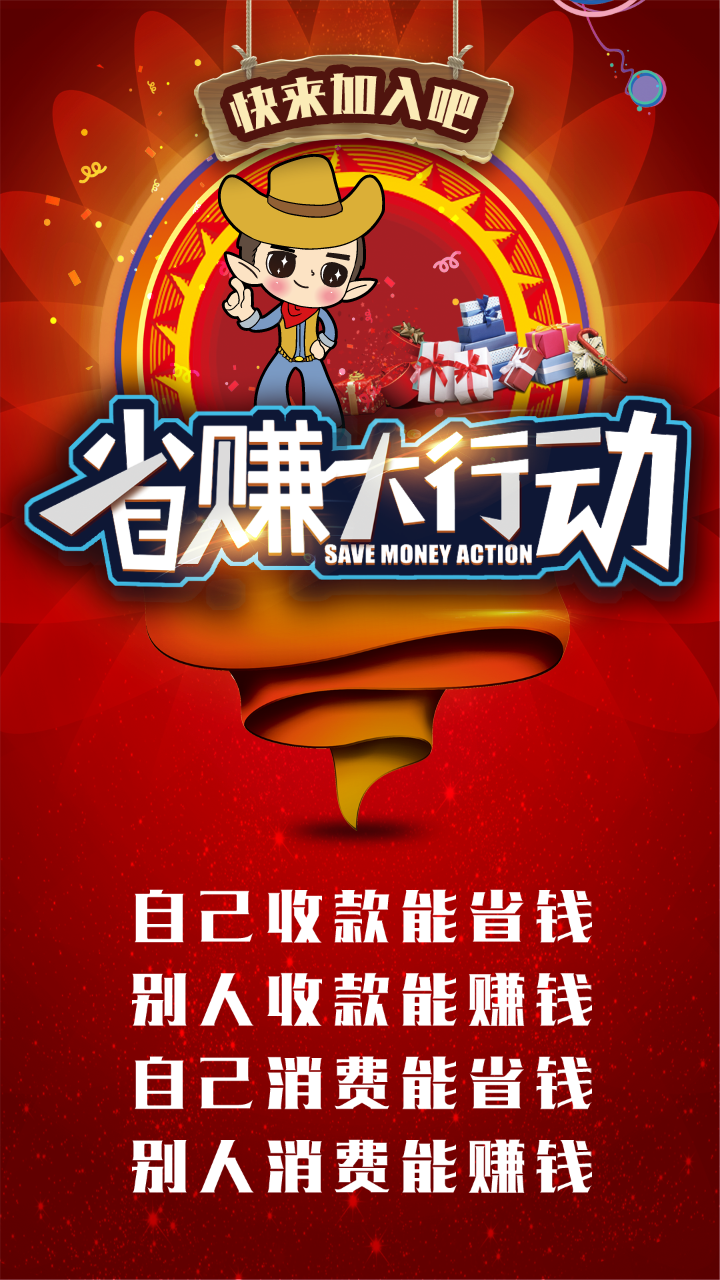 快来加入吧
省赚大行动
SAVE MONEY ACTION
自己收款能省钱
别人收款能赚钱
自己消费能省钱
别人消费能赚钱